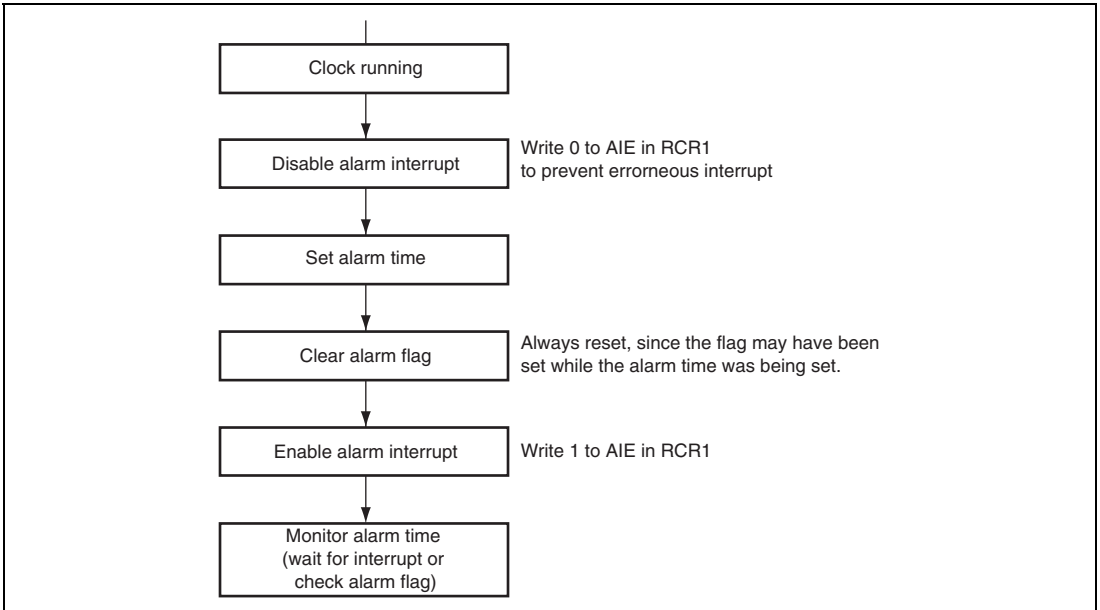 Clock running
Disable alarm interrupt
Write 0 to AIE in RCR1
to prevent errorneous interrupt
Set alarm time
Clear alarm flag
Always reset, since the flag may have been
set while the alarm time was being set.
Enable alarm interrupt
Write 1 to AIE in RCR1
Monitor alarm time
(wait for interrupt or
check alarm flag)